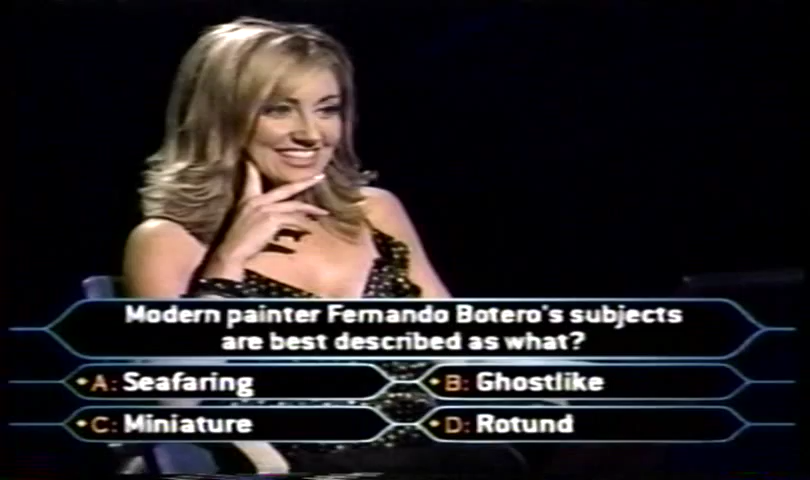 Modern painter Fernando Botero's subjects
are best described as what?
A: Seafaring
B: Ghostlike
C: Miniature
D: Rotund